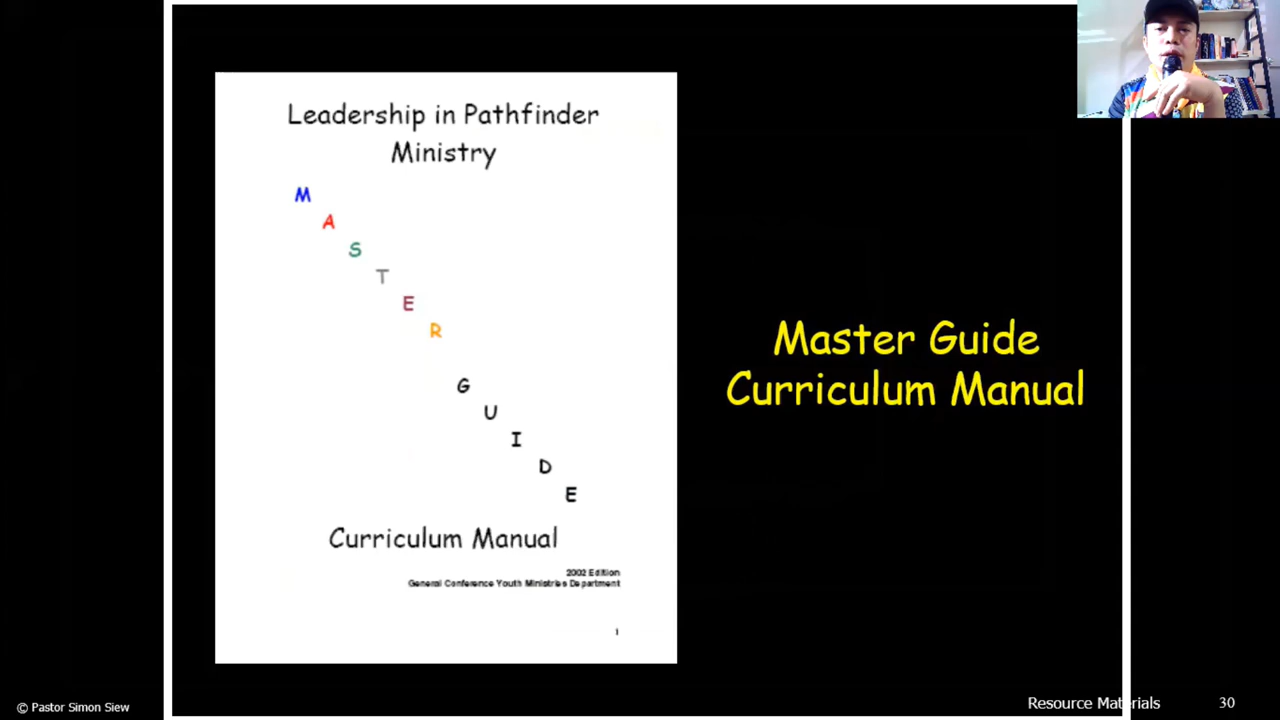 Leadership in Pathfinder
Ministry
M
A
S
T
E
R
G
U
I
D
E
Curriculum Manual
2002 Edition
General Conference Youth Ministries Department
1
Master Guide
Curriculum Manual
© Pastor Simon Siew
Resource Materials 30